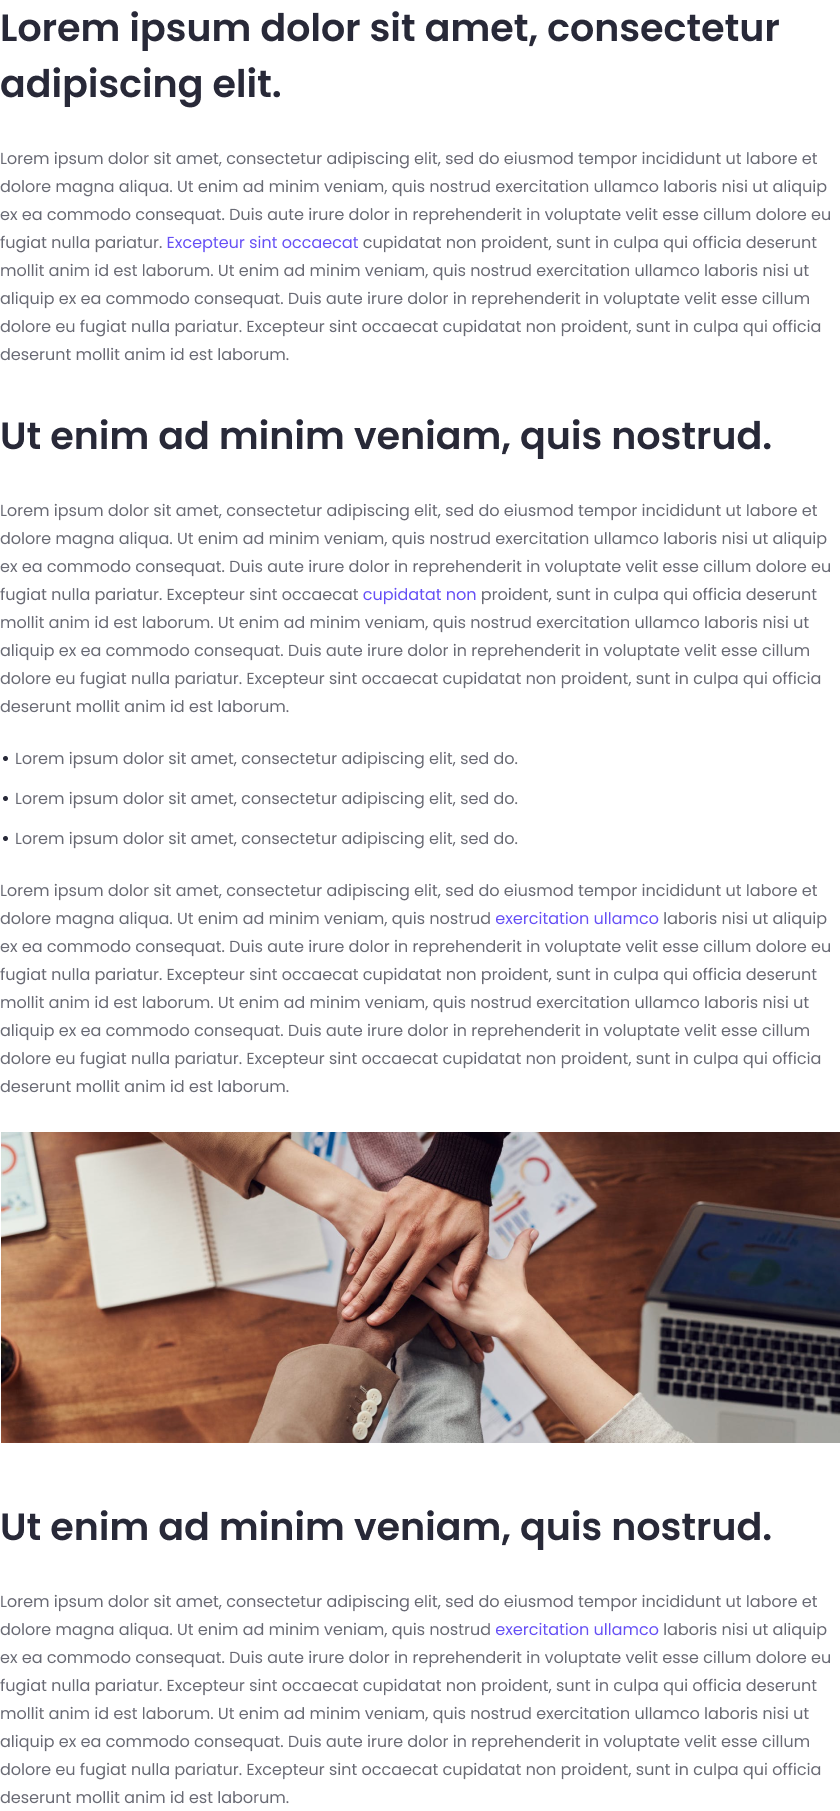 Lorem ipsum dolor sit amet, consectetur
adipiscing elit.
Lorem ipsum dolor sit amet, consectetur adipiscing elit, sed do eiusmod tempor incididunt ut labore et
dolore magna aliqua. Ut enim ad minim veniam, quis nostrud exercitation ullamco laboris nisi ut aliquip
ex ea commodo consequat. Duis aute irure dolor in reprehenderit in voluptate velit esse cillum dolore eu
fugiat nulla pariatur. Excepteur sint occaecat cupidatat non proident, sunt in culpa qui officia deserunt
mollit anim id est laborum. Ut enim ad minim veniam, quis nostrud exercitation ullamco laboris nisi ut
aliquip ex ea commodo consequat. Duis aute irure dolor in reprehenderit in voluptate velit esse cillum
dolore eu fugiat nulla pariatur. Excepteur sint occaecat cupidatat non proident, sunt in culpa qui officia
deserunt mollit anim id est laborum.
Ut enim ad minim veniam, quis nostrud.
Lorem ipsum dolor sit amet, consectetur adipiscing elit, sed do eiusmod tempor incididunt ut labore et
dolore magna aliqua. Ut enim ad minim veniam, quis nostrud exercitation ullamco laboris nisi ut aliquip
ex ea commodo consequat. Duis aute irure dolor in reprehenderit in voluptate velit esse cillum dolore eu
fugiat nulla pariatur. Excepteur sint occaecat cupidatat non proident, sunt in culpa qui officia deserunt
mollit anim id est laborum. Ut enim ad minim veniam, quis nostrud exercitation ullamco laboris nisi ut
aliquip ex ea commodo consequat. Duis aute irure dolor in reprehenderit in voluptate velit esse cillum
dolore eu fugiat nulla pariatur. Excepteur sint occaecat cupidatat non proident, sunt in culpa qui officia
deserunt mollit anim id est laborum.
• Lorem ipsum dolor sit amet, consectetur adipiscing elit, sed do.
• Lorem ipsum dolor sit amet, consectetur adipiscing elit, sed do.
• Lorem ipsum dolor sit amet, consectetur adipiscing elit, sed do.
Lorem ipsum dolor sit amet, consectetur adipiscing elit, sed do eiusmod tempor incididunt ut labore et
dolore magna aliqua. Ut enim ad minim veniam, quis nostrud exercitation ullamco laboris nisi ut aliquip
ex ea commodo consequat. Duis aute irure dolor in reprehenderit in voluptate velit esse cillum dolore eu
fugiat nulla pariatur. Excepteur sint occaecat cupidatat non proident, sunt in culpa qui officia deserunt
mollit anim id est laborum. Ut enim ad minim veniam, quis nostrud exercitation ullamco laboris nisi ut
aliquip ex ea commodo consequat. Duis aute irure dolor in reprehenderit in voluptate velit esse cillum
dolore eu fugiat nulla pariatur. Excepteur sint occaecat cupidatat non proident, sunt in culpa qui officia
deserunt mollit anim id est laborum.
Ut enim ad minim veniam, quis nostrud.
Lorem ipsum dolor sit amet, consectetur adipiscing elit, sed do eiusmod tempor incididunt ut labore et
dolore magna aliqua. Ut enim ad minim veniam, quis nostrud exercitation ullamco laboris nisi ut aliquip
ex ea commodo consequat. Duis aute irure dolor in reprehenderit in voluptate velit esse cillum dolore eu
fugiat nulla pariatur. Excepteur sint occaecat cupidatat non proident, sunt in culpa qui officia deserunt
mollit anim id est laborum. Ut enim ad minim veniam, quis nostrud exercitation ullamco laboris nisi ut
aliquip ex ea commodo consequat. Duis aute irure dolor in reprehenderit in voluptate velit esse cillum
dolore eu fugiat nulla pariatur. Excepteur sint occaecat cupidatat non proident, sunt in culpa qui officia
deserunt mollit anim id est laborum.